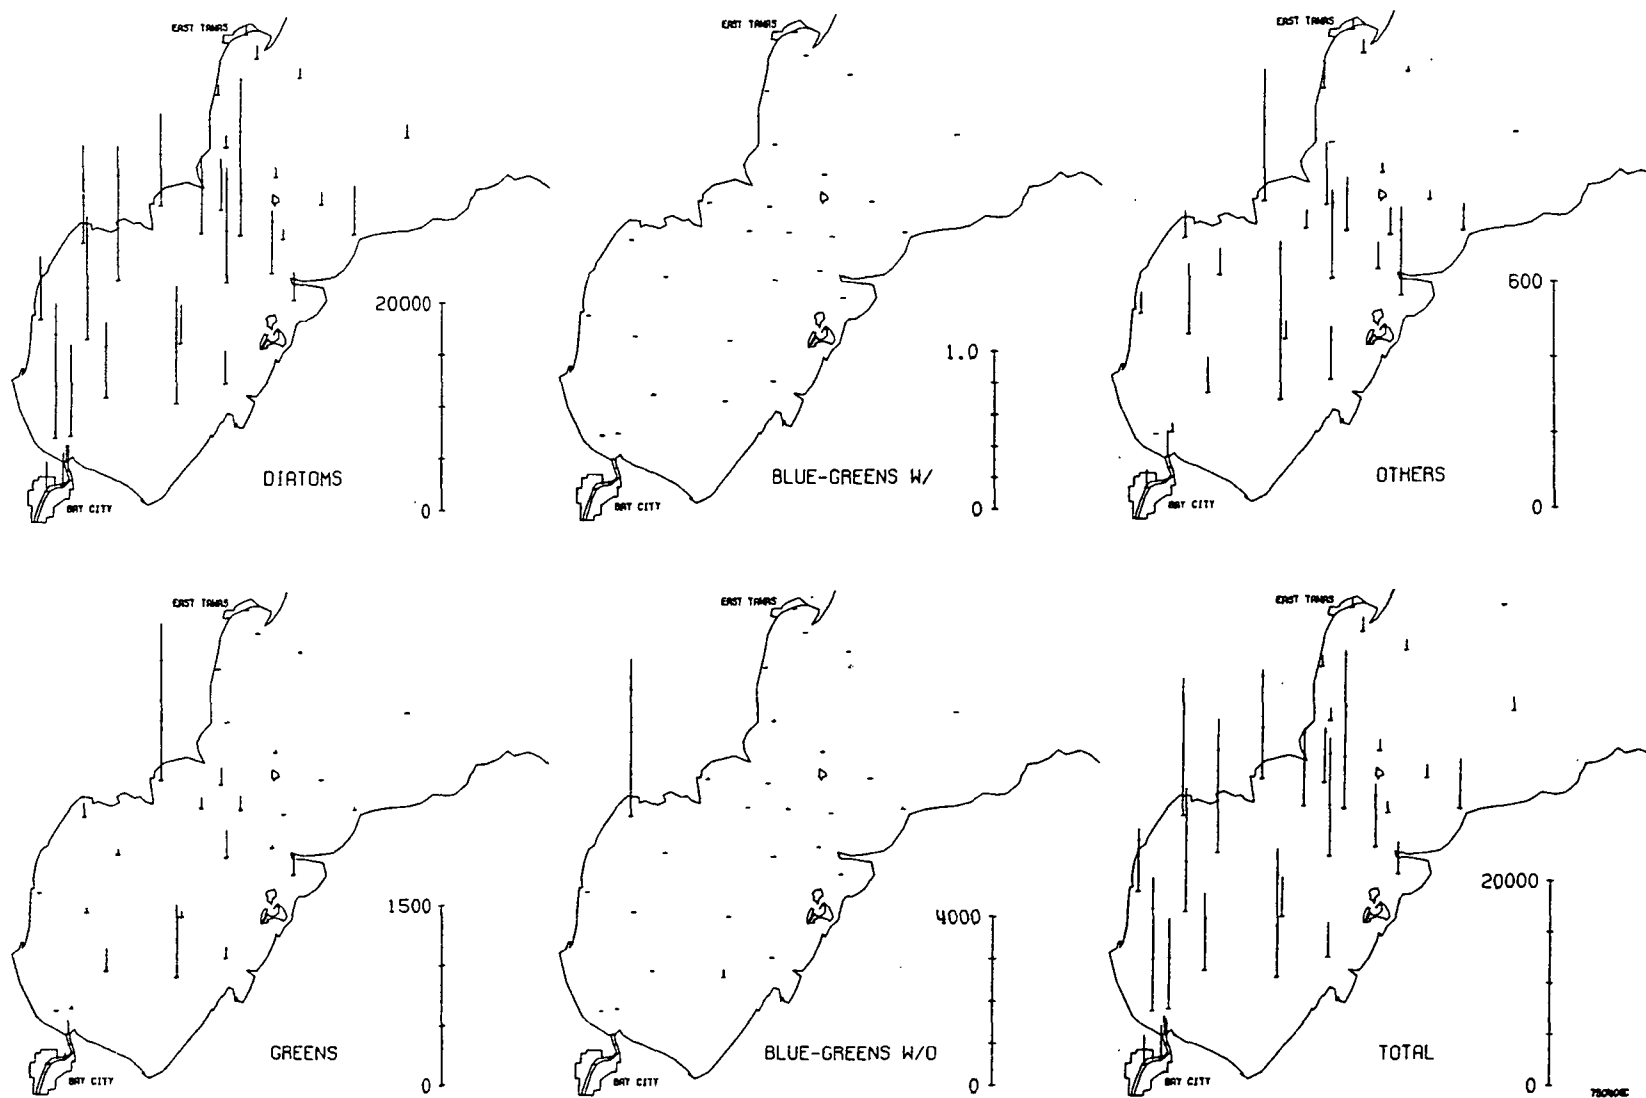 EAST TAWAS
EAST TAWAS
EAST TAWAS
20000
600
1.0
DIATOMS
BLUE-GREENS W/
OTHERS
0
0
0
BAY CITY
BAY CITY
BAY CITY
EAST TAWAS
EAST TAWAS
EAST TAWAS
1500
4000
20000
GREENS
BLUE-GREENS W/O
TOTAL
0
0
0
BAY CITY
BAY CITY
BAY CITY